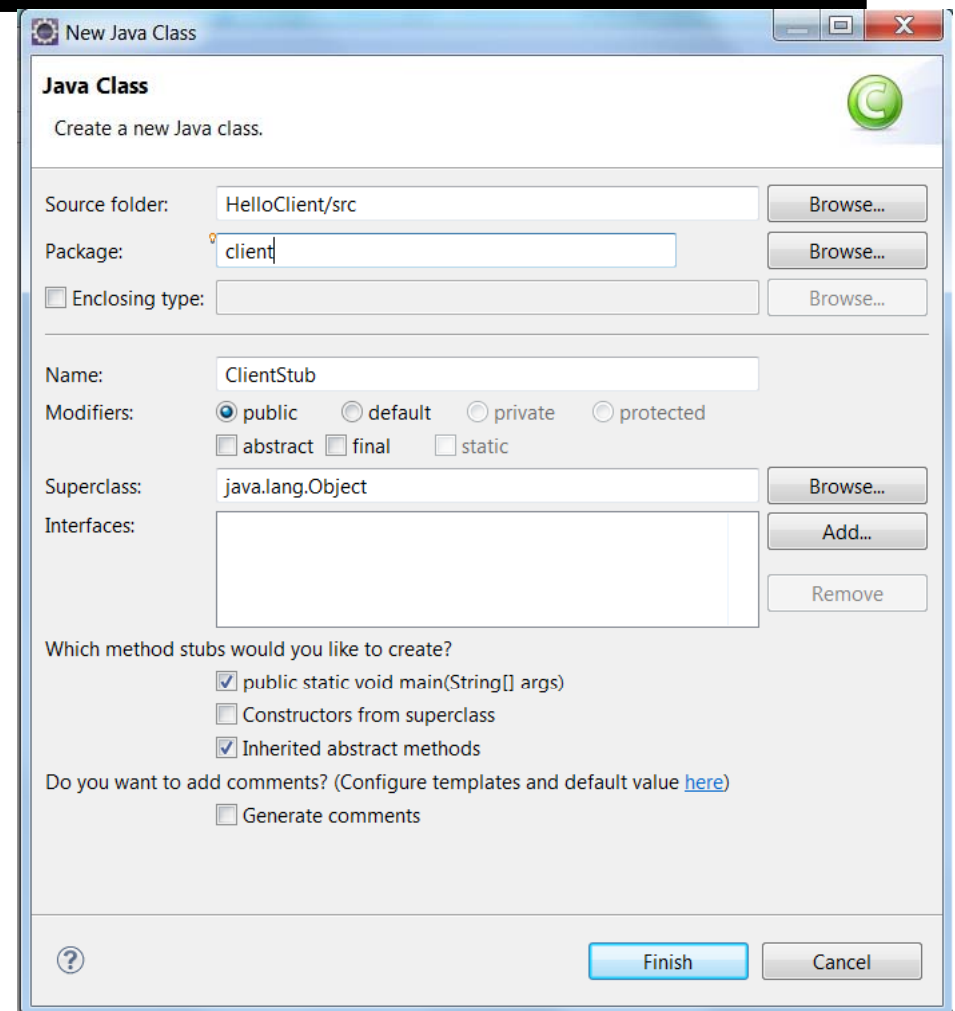 New Java Class
Java Class
Create a new Java class.
C
Source folder: HelloClient/src Browse...
Package: client Browse...
Enclosing type: Browse...
Name: ClientStub
Modifiers: public default private protected
abstract final static
Superclass: java.lang.Object Browse...
Interfaces: Add...
Remove
Which method stubs would you like to create?
public static void main(String[] args)
Constructors from superclass
Inherited abstract methods
Do you want to add comments? (Configure templates and default value here)
Generate comments
? Finish Cancel